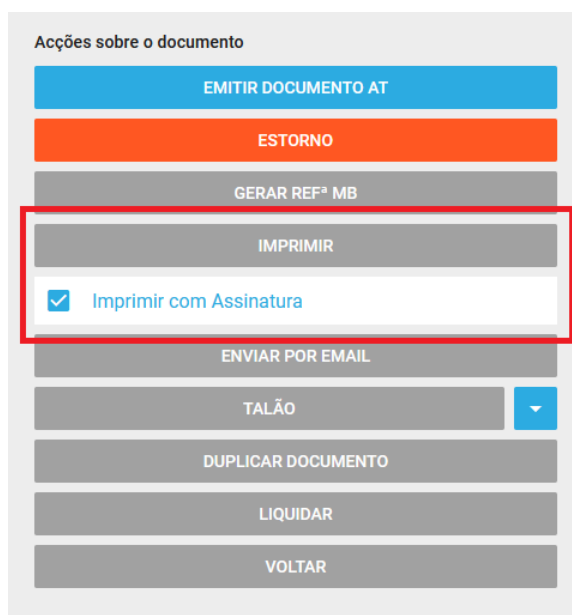 Acções sobre o documento
EMITIR DOCUMENTO AT
ESTORNO
GERAR REFª MB
IMPRIMIR
Imprimir com Assinatura
ENVIAR POR EMAIL
TALÃO
DUPLICAR DOCUMENTO
LIQUIDAR
VOLTAR